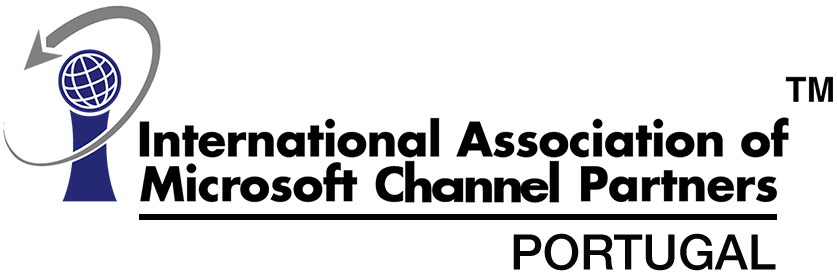 TM
International Association of
Microsoft Channel Partners
PORTUGAL